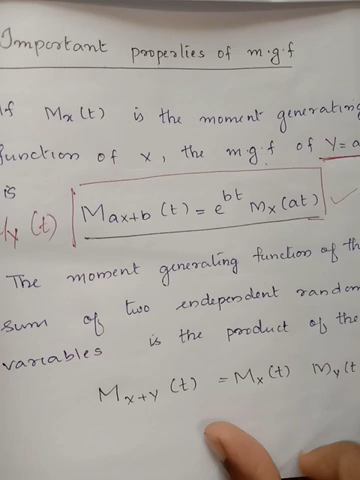 Important properties of m.g.f
If Mx(t) is the moment generating
function of x, the m.g.f of Y=a
is
My(t) Max+b (t) = e^bt Mx(at)
The moment generating function of th
sum of two independent random
variables is the product of the
Mx+y (t) = Mx(t) My(t